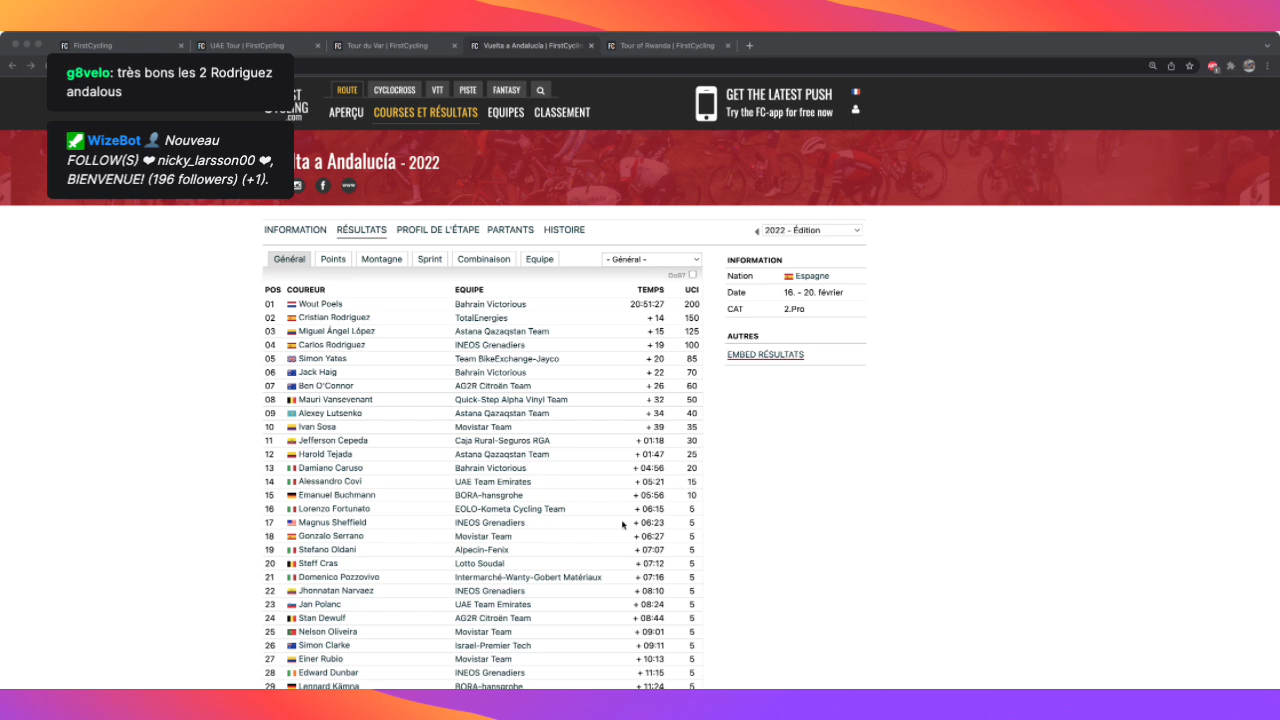 FirstCycling
UAE Tour | FirstCycling
Tour du Var | FirstCycling
Vuelta a Andalucía | FirstCyclin
Tour of Rwanda | FirstCycling
g8velo: très bons les 2 Rodriguez
andalous
WizeBot Nouveau
FOLLOW(S) ❤ nicky_larsson00 ❤,
BIENVENUE! (196 followers) (+1).
ST
CYCLING
.com
ROUTE CYCLOCROSS VTT PISTE FANTASY
APERÇU COURSES ET RÉSULTATS EQUIPES CLASSEMENT
GET THE LATEST PUSH
Try the FC-app for free now
lta a Andalucía - 2022
www
INFORMATION RÉSULTATS PROFIL DE L'ÉTAPE PARTANTS HISTOIRE
2022 - Édition
Général Points Montagne Sprint Combinaison Equipe - Général -
POS COUREUR EQUIPE TEMPS UCI
01 Wout Poels Bahrain Victorious 20:51:27 200
02 Cristian Rodriguez TotalEnergies + 14 150
03 Miguel Ángel López Astana Qazaqstan Team + 15 125
04 Carlos Rodriguez INEOS Grenadiers + 19 100
05 Simon Yates Team BikeExchange-Jayco + 20 85
06 Jack Haig Bahrain Victorious + 22 70
07 Ben O'Connor AG2R Citroën Team + 26 60
08 Mauri Vansevenant Quick-Step Alpha Vinyl Team + 32 50
09 Alexey Lutsenko Astana Qazaqstan Team + 34 40
10 Ivan Sosa Movistar Team + 39 35
11 Jefferson Cepeda Caja Rural-Seguros RGA + 01:18 30
12 Harold Tejada Astana Qazaqstan Team + 01:47 25
13 Damiano Caruso Bahrain Victorious + 04:56 20
14 Alessandro Covi UAE Team Emirates + 05:21 15
15 Emanuel Buchmann BORA-hansgrohe + 05:56 10
16 Lorenzo Fortunato EOLO-Kometa Cycling Team + 06:15 5
17 Magnus Sheffield INEOS Grenadiers + 06:23 5
18 Gonzalo Serrano Movistar Team + 06:27 5
19 Stefano Oldani Alpecin-Fenix + 07:07 5
20 Steff Cras Lotto Soudal + 07:12 5
21 Domenico Pozzovivo Intermarché-Wanty-Gobert Matériaux + 07:16 5
22 Jhonnatan Narvaez INEOS Grenadiers + 08:10 5
23 Jan Polanc UAE Team Emirates + 08:24 5
24 Stan Dewulf AG2R Citroën Team + 08:44 5
25 Nelson Oliveira Movistar Team + 09:01 5
26 Simon Clarke Israel-Premier Tech + 09:11 5
27 Einer Rubio Movistar Team + 10:13 5
28 Edward Dunbar INEOS Grenadiers + 11:15 5
29 Lennard Kämna BORA-hansgrohe + 11:24 5
INFORMATION
Nation Espagne
Date 16. - 20. février
CAT 2.Pro
AUTRES
EMBED RÉSULTATS